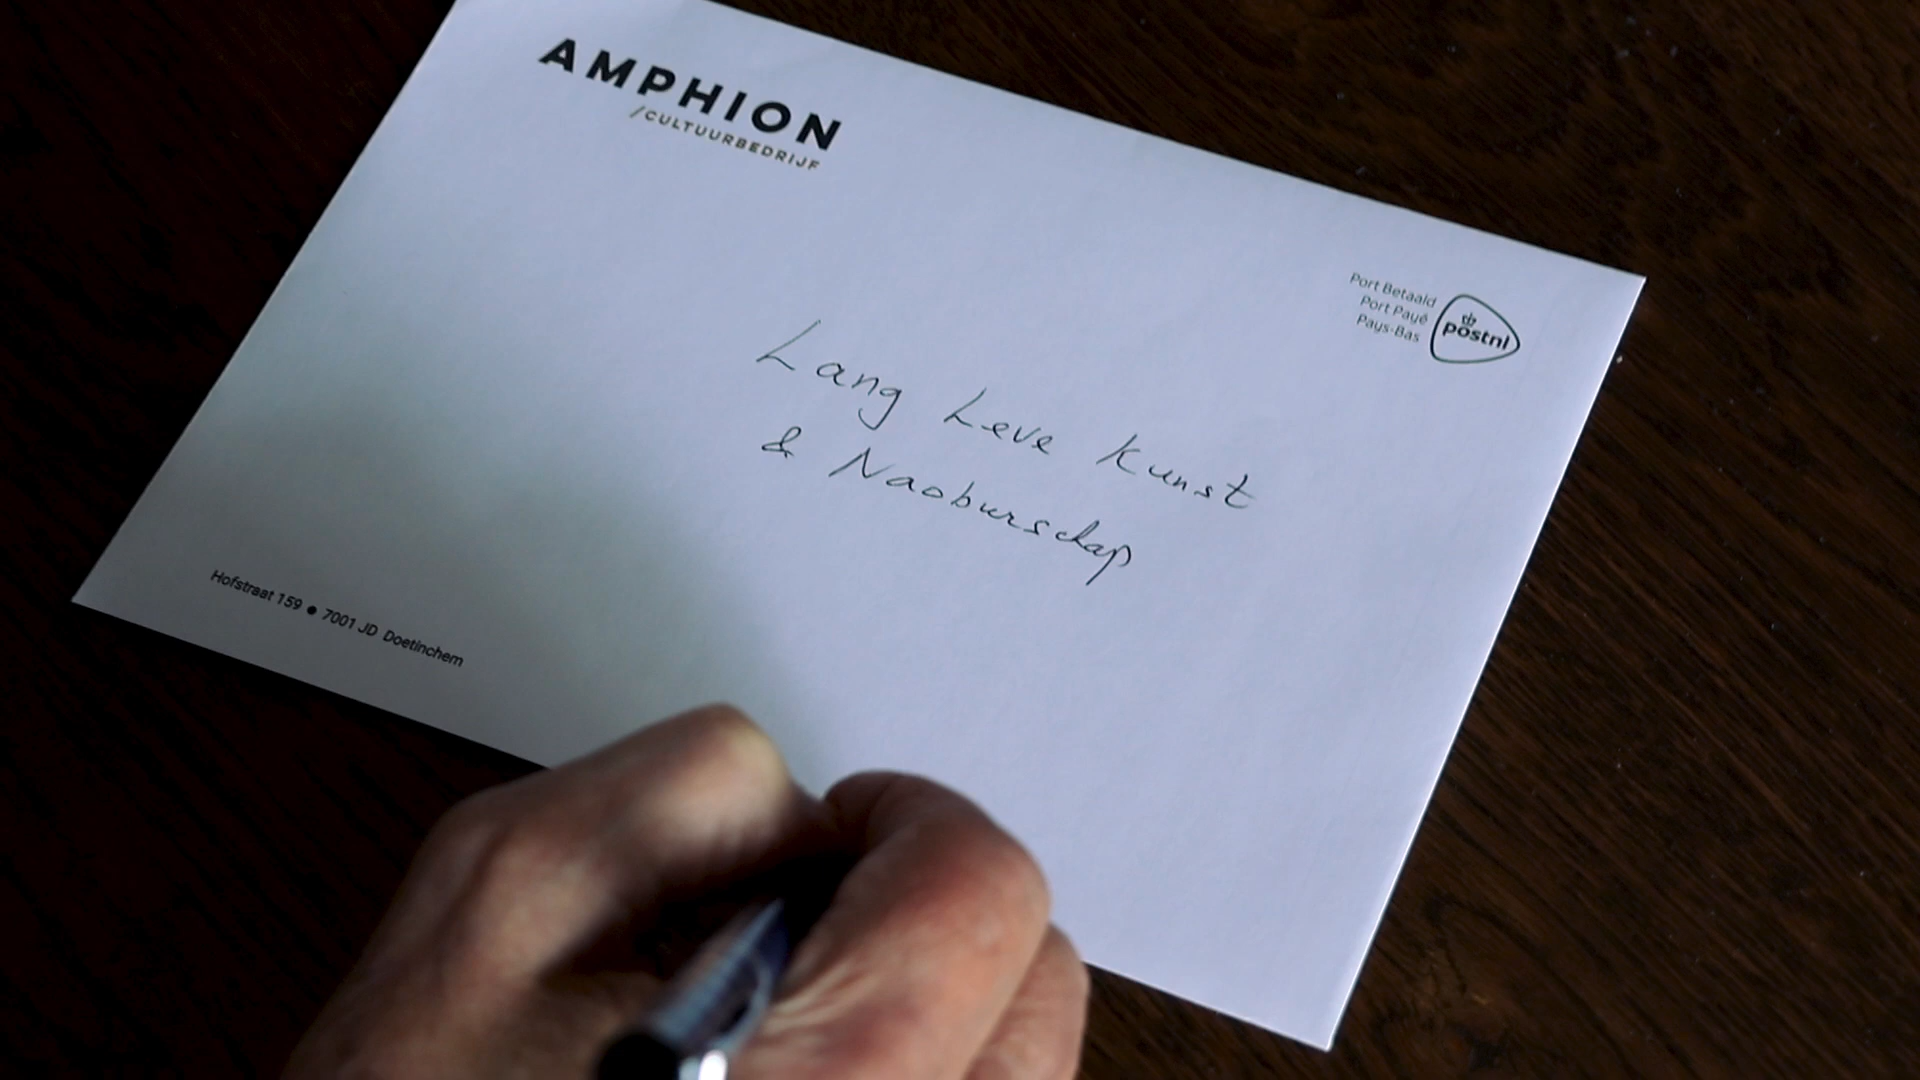 AMPHION
/CULTUURBEDRIJF
Port Betaald
Port Payé
Pays-Bas
postnl
Lang Leve Kunst
& Naoburschap
Hofstraat 159 ● 7001 JD Doetinchem